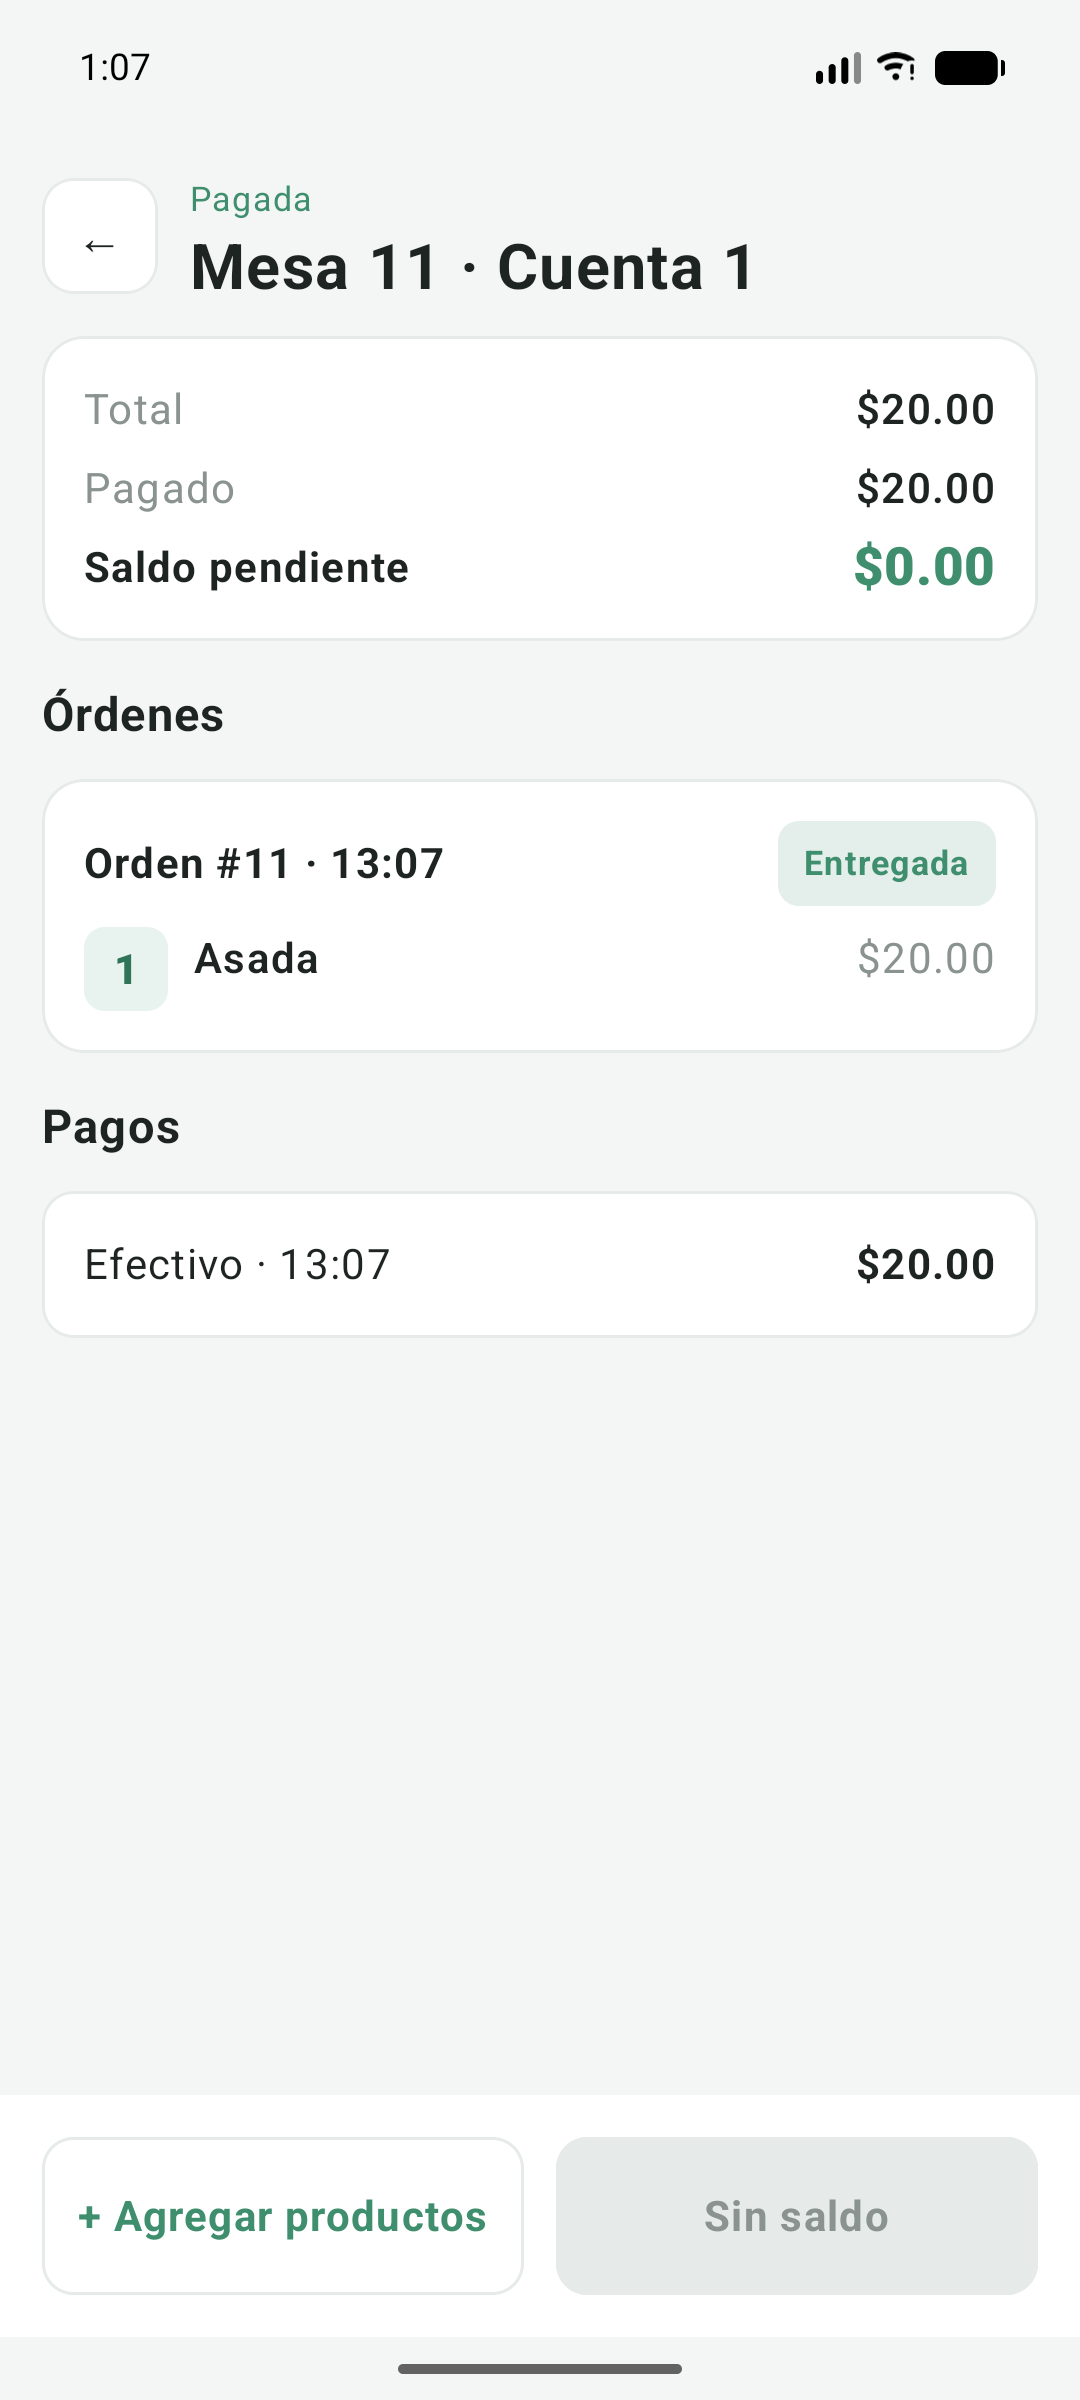 1:07
←
Pagada
Mesa 11 · Cuenta 1
Total $20.00
Pagado $20.00
Saldo pendiente $0.00
Órdenes
Orden #11 · 13:07 Entregada
1 Asada $20.00
Pagos
Efectivo · 13:07 $20.00
+ Agregar productos Sin saldo